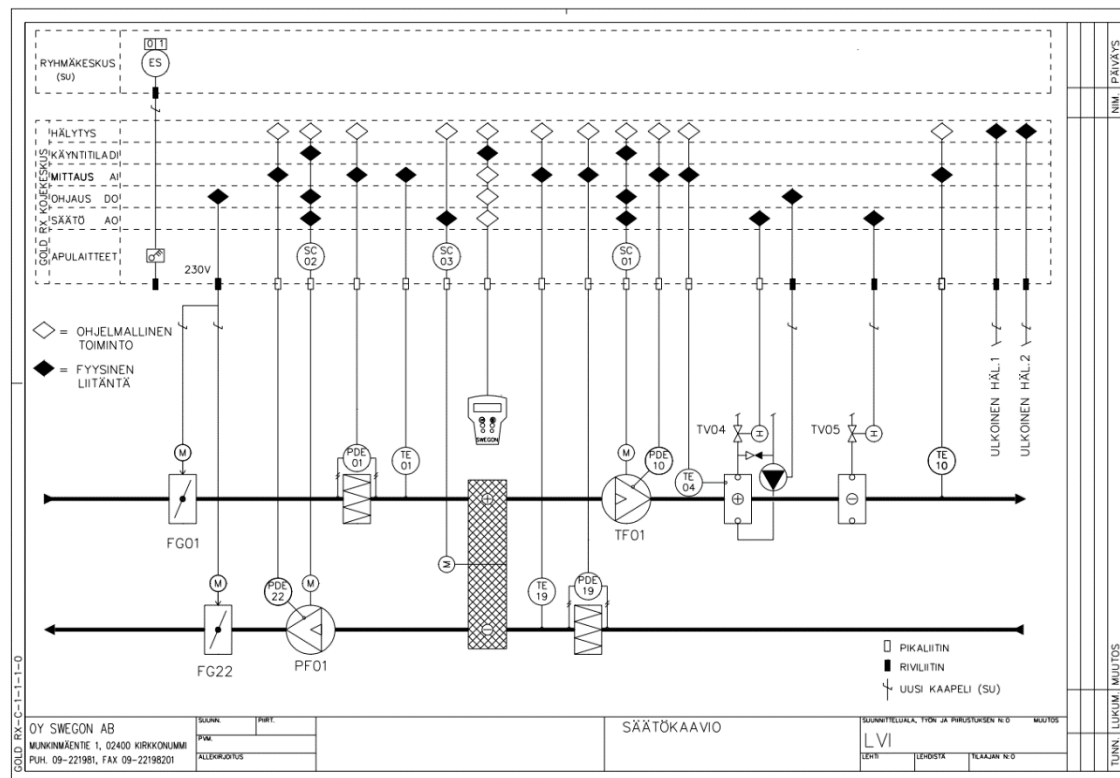 RYHMÄKESKUS
(SU)
0 1
ES
GOLD RX KOJEKESKUS
HÄLYTYS
KÄYNTITILADI
MITTAUS AI
OHJAUS DO
SÄÄTÖ AO
APULAITTEET
230V
SC
02
SC
03
SC
01
= OHJELMALLINEN
TOIMINTO
= FYYSINEN
LIITÄNTÄ
SWEGON
ULKOINEN HÄL.1
ULKOINEN HÄL.2
M
PDE
01
TE
01
M
PDE
10
TE
04
TV04
H
TV05
H
TE
10
FG01
TF01
M
M
PDE
22
M
TE
19
PDE
19
FG22
PF01
PIKALIITIN
RIVILIITIN
UUSI KAAPELI (SU)
GOLD RX-C-1-1-1-0
OY SWEGON AB
MUNKINMÄENTIE 1, 02400 KIRKKONUMMI
PUH. 09-221981, FAX 09-22198201
SUUNN.
PIIRT.
PVM.
ALLEKIRJOITUS
SÄÄTÖKAAVIO
SUUNNITTELUALA, TYÖN JA PIIRUSTUKSEN N:O MUUTOS
LVI
LEHTI
LEHDISTÄ
TILAAJAN N:O
TUNN. LUKUM. MUUTOS
NIM. PÄIVÄYS